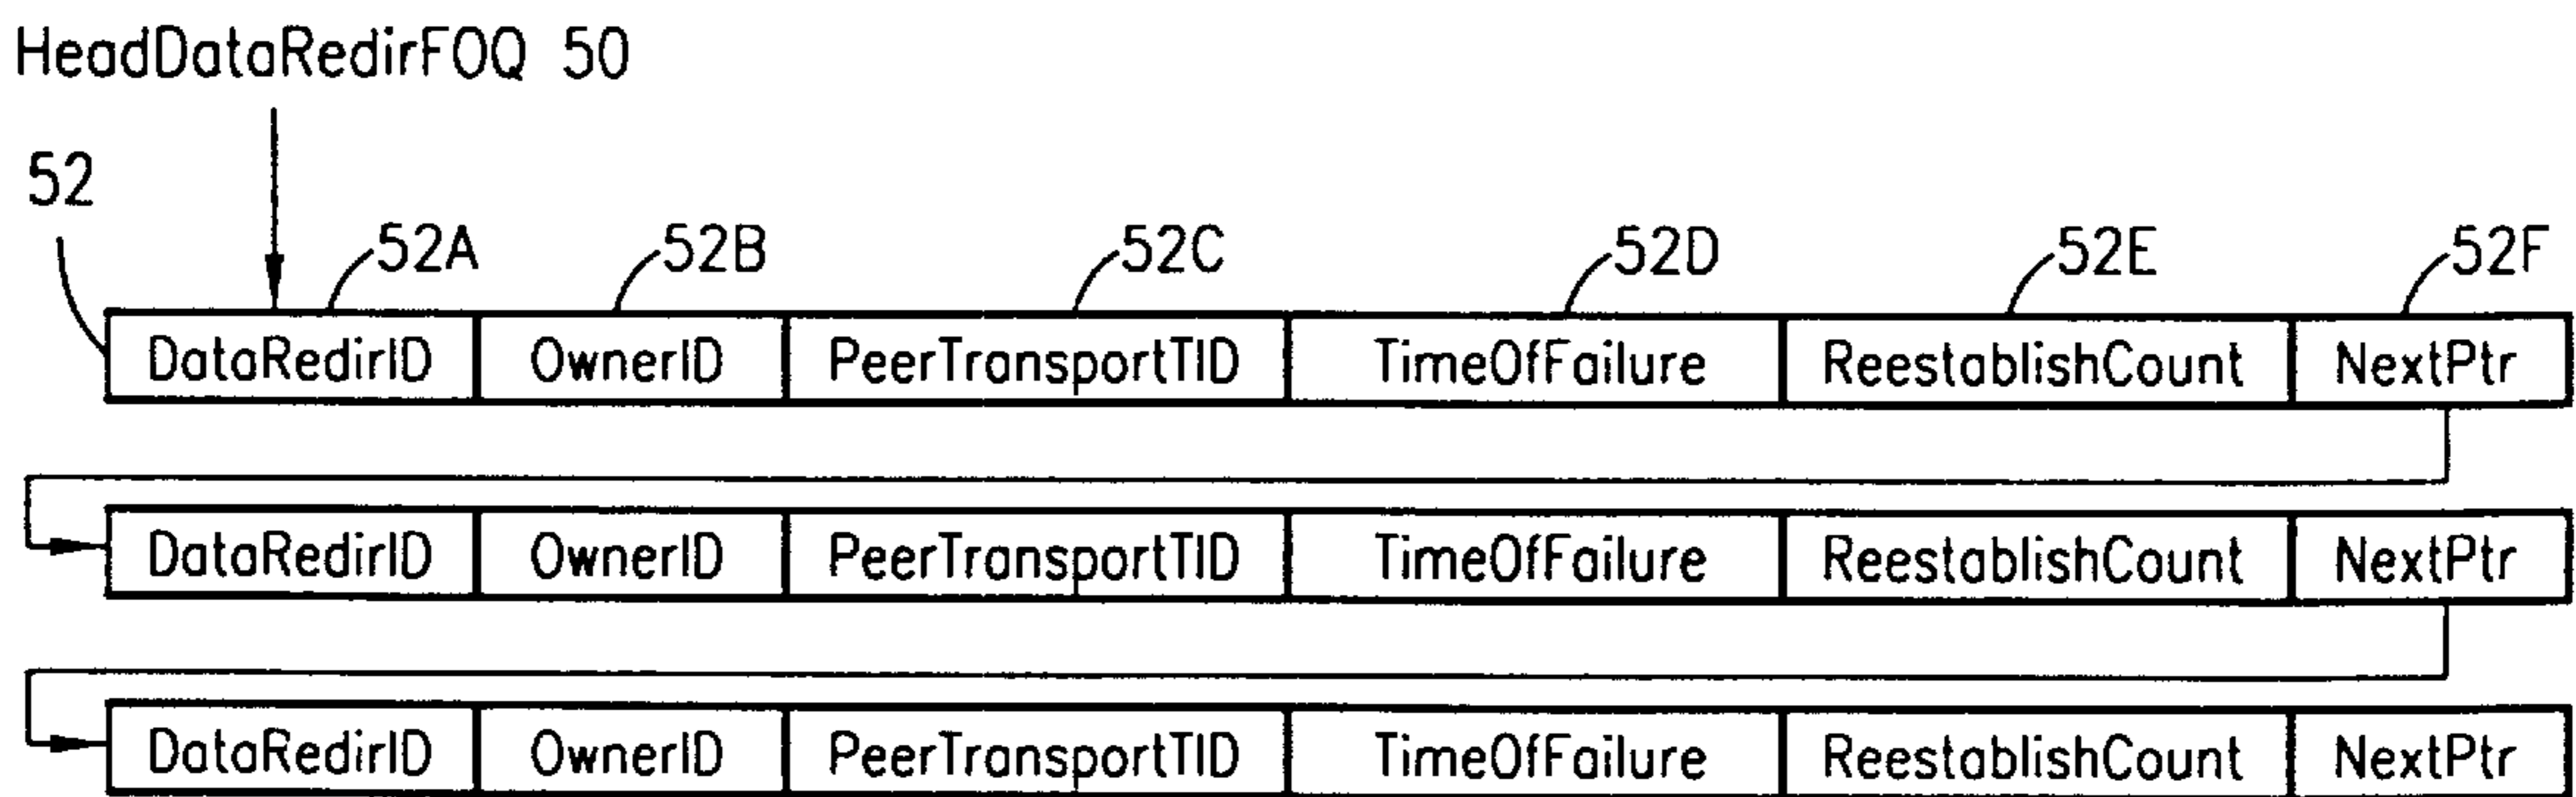 HeadDataRedirFOQ 50
52
52A 52B 52C 52D 52E 52F
DataRedirID OwnerID PeerTransportTID TimeOfFailure ReestablishCount NextPtr
DataRedirID OwnerID PeerTransportTID TimeOfFailure ReestablishCount NextPtr
DataRedirID OwnerID PeerTransportTID TimeOfFailure ReestablishCount NextPtr